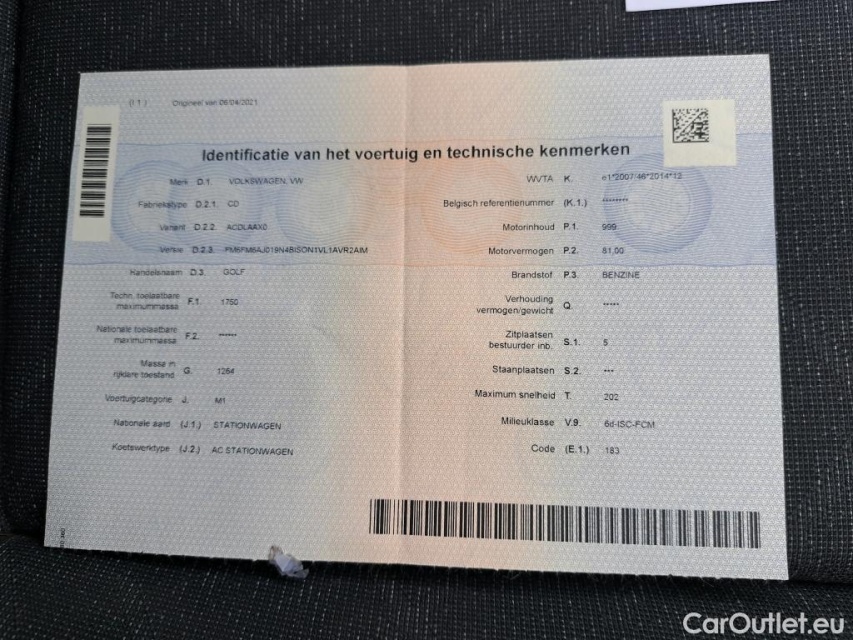 (I 1.) Origineel van 06/04/2021
Identificatie van het voertuig en technische kenmerken
Merk D.1. VOLKSWAGEN, VW
Fabriekstype D.2.1. CD
Variant D.2.2. ACDLAAX0
Versie D.2.3. FM6FM6AJ019N4BISON1VL1AVR2AIM
Handelsnaam D.3. GOLF
Techn. toelaatbare
maximummassa F.1. 1750
Nationale toelaatbare
maximummassa F.2. ******
Massa in
rijklare toestand G. 1264
Voertuigcategorie J. M1
Nationale aard (J.1.) STATIONWAGEN
Koetswerktype (J.2.) AC STATIONWAGEN
WVTA K. e1*2007/46*2014*12
Belgisch referentienummer (K.1.) ********
Motorinhoud P.1. 999
Motorvermogen P.2. 81,00
Brandstof P.3. BENZINE
Verhouding
vermogen/gewicht Q. *****
Zitplaatsen
bestuurder inb. S.1. 5
Staanplaatsen S.2. ***
Maximum snelheid T. 202
Milieuklasse V.9. 6d-ISC-FCM
Code (E.1.) 183
CarOutlet.eu